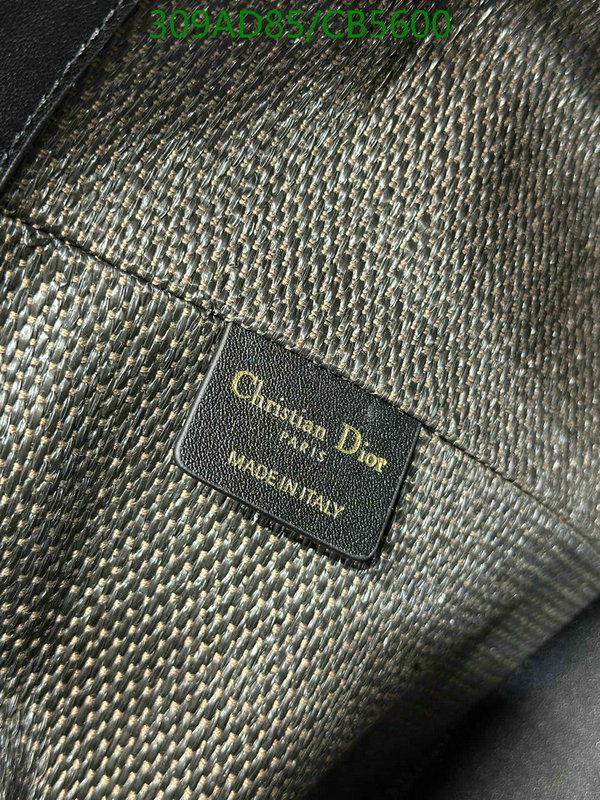 309AD85/CB5600
Christian Dior
PARIS
MADE IN ITALY